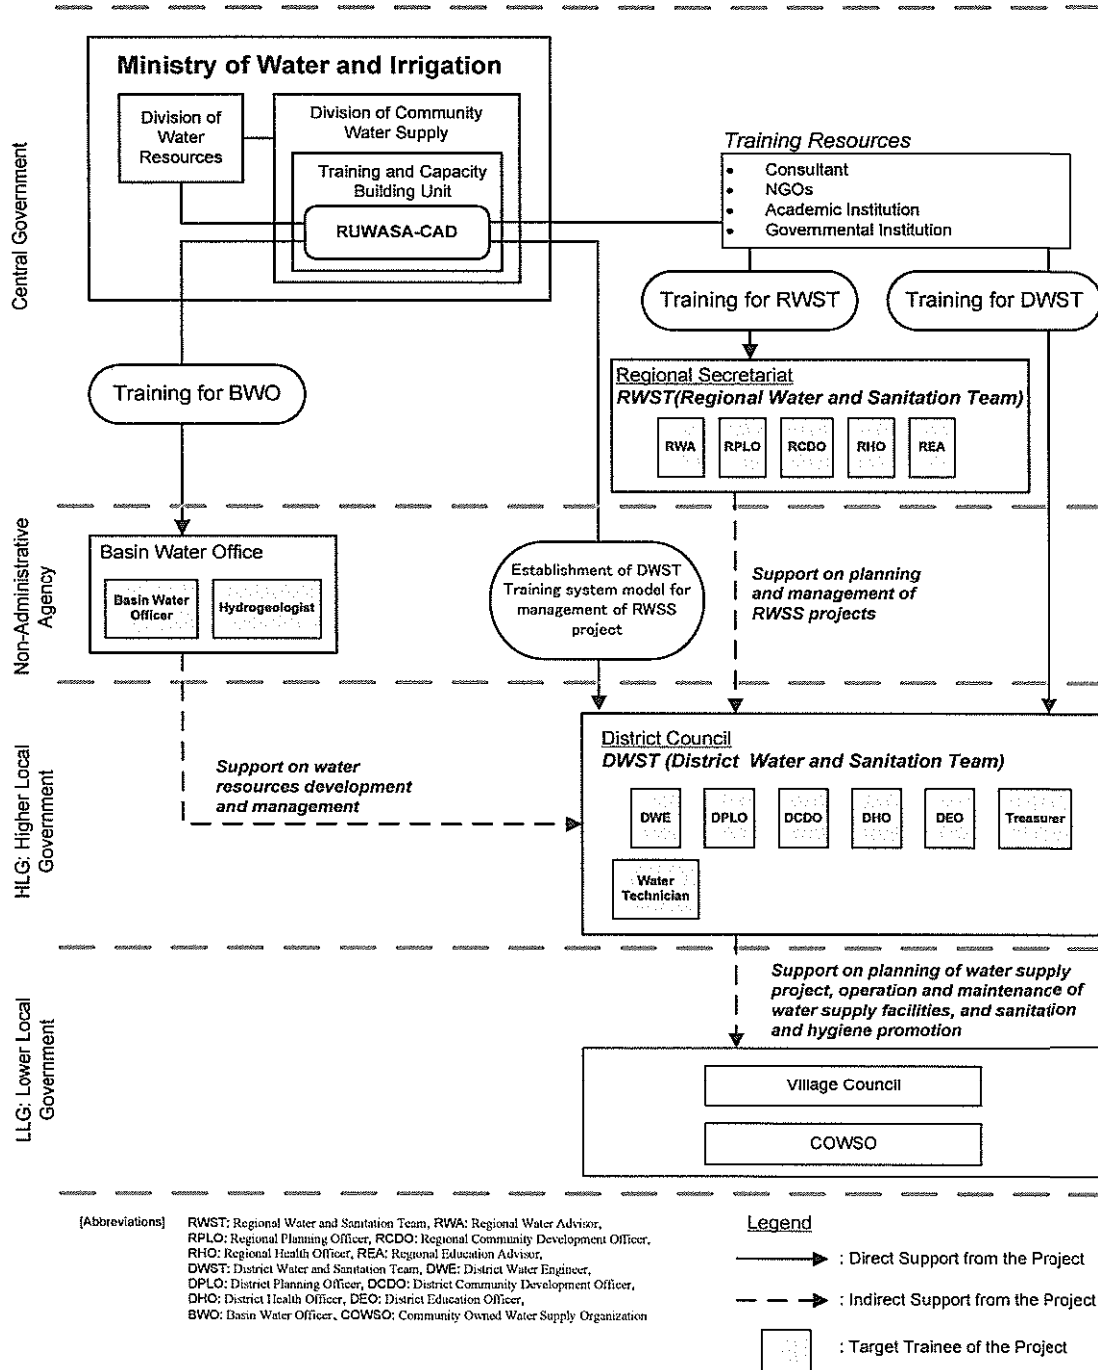 Central Government
Ministry of Water and Irrigation
Division of
Water
Resources
Division of Community
Water Supply
Training and Capacity
Building Unit
RUWASA-CAD
Training Resources
• Consultant
• NGOs
• Academic Institution
• Governmental Institution
Training for RWST
Training for DWST
Training for BWO
Regional Secretariat
RWST(Regional Water and Sanitation Team)
RWA
RPLO
RCDO
RHO
REA
Non-Administrative
Agency
Basin Water Office
Basin Water
Officer
Hydrogeologist
Establishment of DWST
Training system model for
management of RWSS
project
Support on planning
and management of
RWSS projects
HLG: Higher Local
Government
Support on water
resources development
and management
District Council
DWST (District Water and Sanitation Team)
DWE
DPLO
DCDO
DHO
DEO
Treasurer
Water
Technician
LLG: Lower Local
Government
Support on planning of water supply
project, operation and maintenance of
water supply facilities, and sanitation
and hygiene promotion
Village Council
COWSO
[Abbreviations]
RWST: Regional Water and Sanitation Team, RWA: Regional Water Advisor,
RPLO: Regional Planning Officer, RCDO: Regional Community Development Officer,
RHO: Regional Health Officer, REA: Regional Education Advisor,
DWST: District Water and Sanitation Team, DWE: District Water Engineer,
DPLO: District Planning Officer, DCDO: District Community Development Officer,
DHO: District Health Officer, DEO: District Education Officer,
BWO: Basin Water Officer, COWSO: Community Owned Water Supply Organization
Legend
: Direct Support from the Project
: Indirect Support from the Project
: Target Trainee of the Project